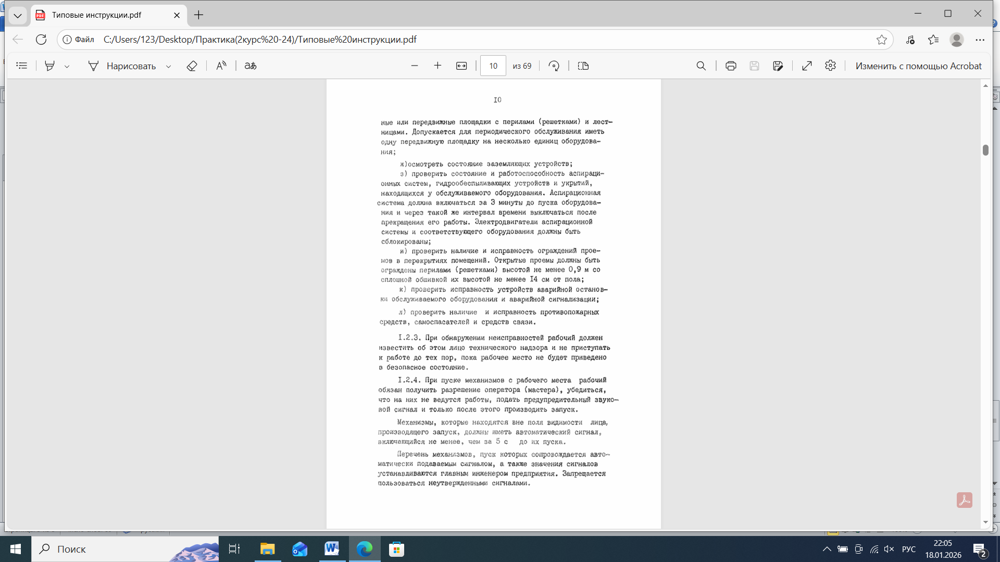 Типовые инструкции.pdf
Файл C:/Users/123/Desktop/Практика(2курс%20-24)/Типовые%20инструкции.pdf
Нарисовать
10 из 69
Изменить с помощью Acrobat
I0
ные или передвижные площадки с перилами (решетками) и лест-
ницами. Допускается для периодического обслуживания иметь
одну передвижную площадку на несколько единиц оборудова-
ния;
ж)осмотреть состояние заземляющих устройств;
з) проверить состояние и работоспособность аспираци-
онных систем, гидрообеспыливающих устройств и укрытий,
находящихся у обслуживаемого оборудования. Аспирационная
система должна включаться за 3 минуты до пуска оборудова-
ния и через такой же интервал времени выключаться после
прекращения его работы. Электродвигатели аспирационной
системы и соответствующего оборудования должны быть
сблокированы;
и) проверить наличие и исправность ограждений прое-
мов в перекрытиях помещений. Открытые проемы должны быть
ограждены перилами (решетками) высотой не менее 0,9 м со
сплошной обшивкой их высотой не менее I4 см от пола;
к) проверить исправность устройств аварийной останов-
ки обслуживаемого оборудования и аварийной сигнализации;
л) проверить наличие и исправность противопожарных
средств, самоспасателей и средств связи.
I.2.3. При обнаружении неисправностей рабочий должен
известить об этом лицо технического надзора и не приступать
к работе до тех пор, пока рабочее место не будет приведено
в безопасное состояние.
I.2.4. При пуске механизмов с рабочего места рабочий
обязан получить разрешение оператора (мастера), убедиться,
что на них не ведутся работы, подать предупредительный звуко-
вой сигнал и только после этого производить запуск.
Механизмы, которые находятся вне поля видимости лица,
производящего запуск, должны иметь автоматический сигнал,
включающийся не менее, чем за 5 с до их пуска.
Перечень механизмов, пуск которых сопровождается авто-
матически подаваемым сигналом, а также значения сигналов
устанавливаются главным инженером предприятия. Запрещается
пользоваться неутвержденными сигналами.
Поиск
РУС
22:05
18.01.2026
2